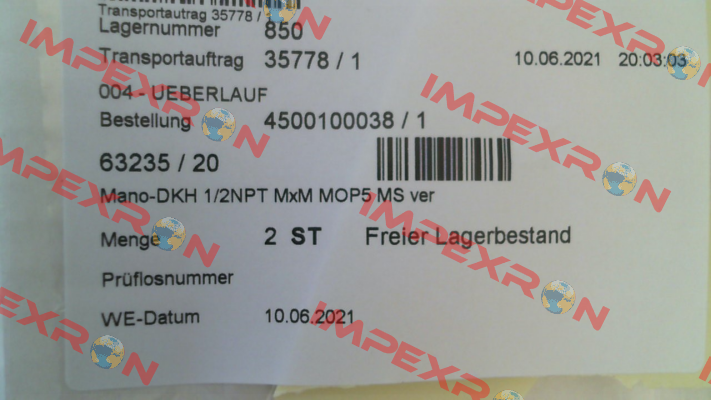 Transportautrag 35778 /
Lagernummer 850
Transportauftrag 35778 / 1 10.06.2021 20:03:03
004 - UEBERLAUF
Bestellung 4500100038 / 1
63235 / 20
Mano-DKH 1/2NPT MxM MOP5 MS ver
Menge 2 ST Freier Lagerbestand
Prüflosnummer
WE-Datum 10.06.2021
IMPEXRON
IMPEXRON
IMPEXRON
IMPEXRON
IMPEXRON
IMPEXRON